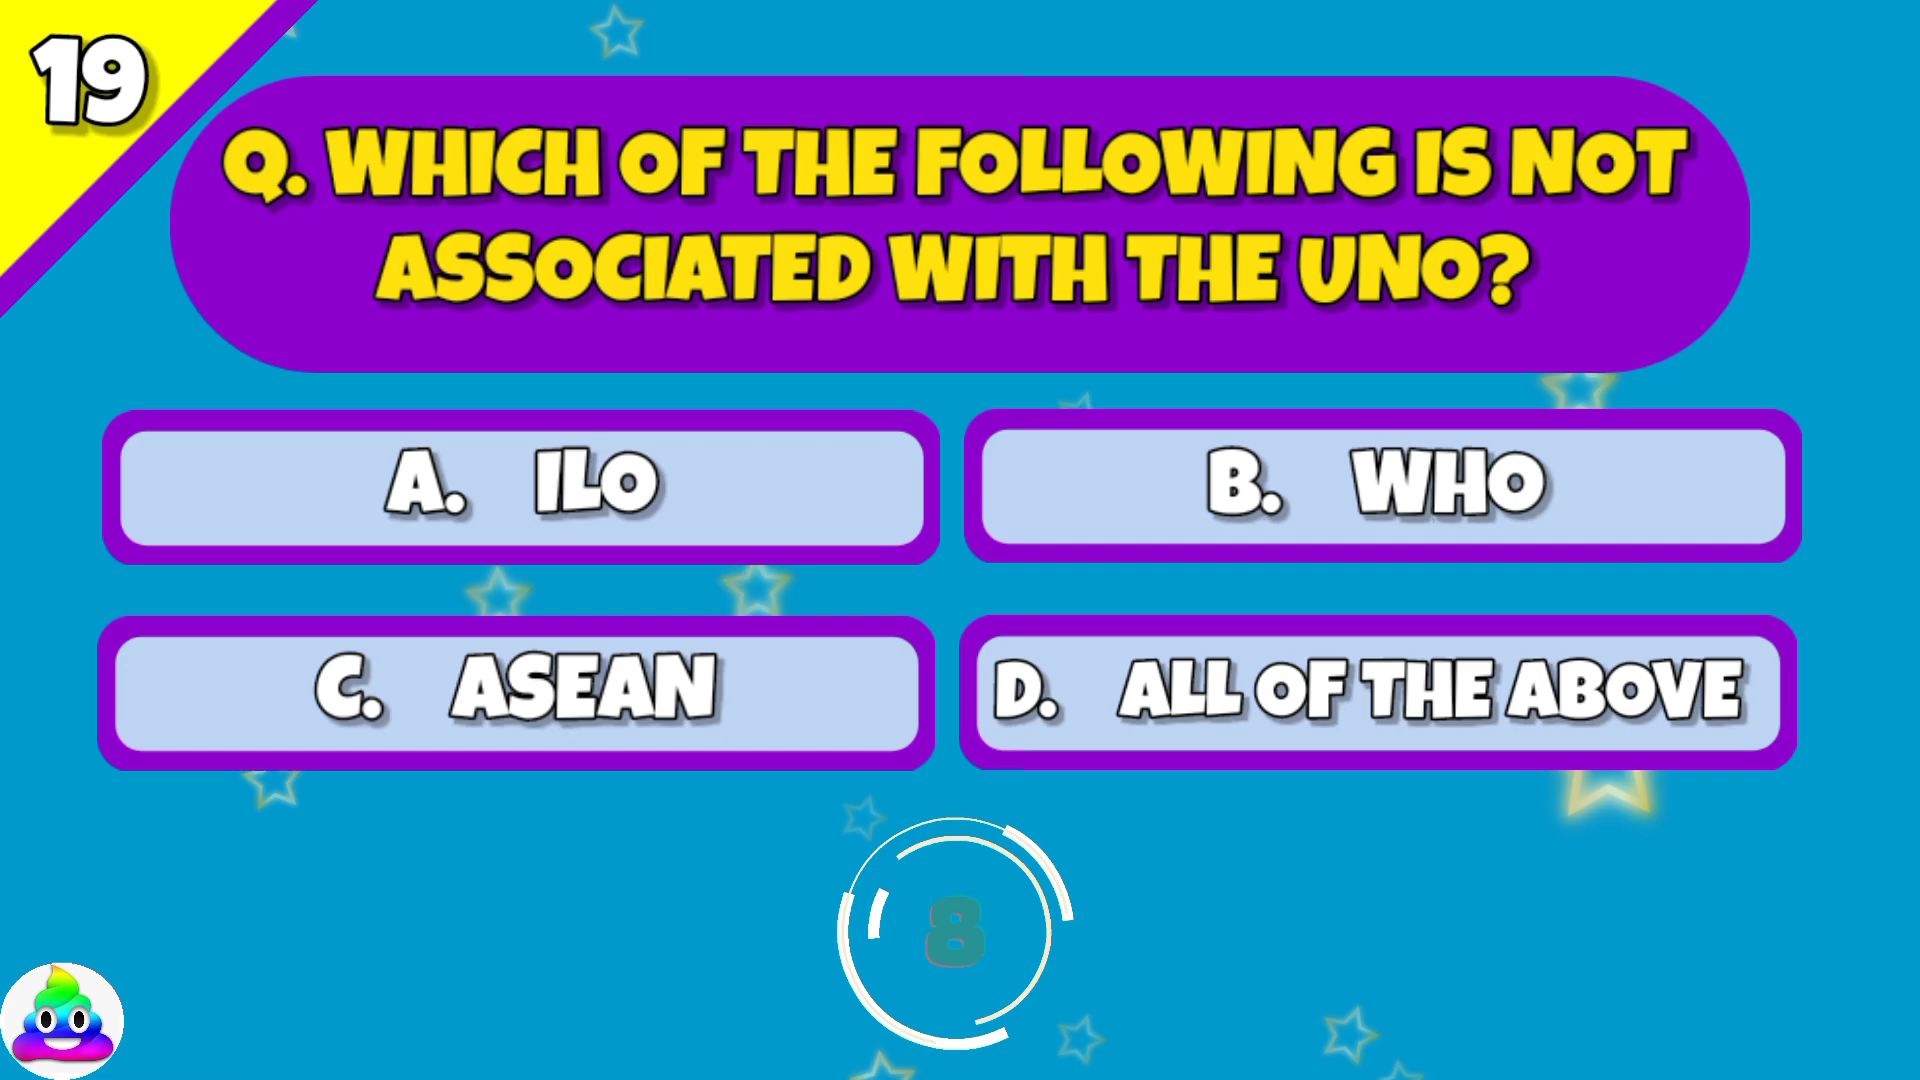 19
Q. WHICH OF THE FOLLOWING IS NOT
ASSOCIATED WITH THE UNO?
A. ILO
B. WHO
C. ASEAN
D. ALL OF THE ABOVE
8